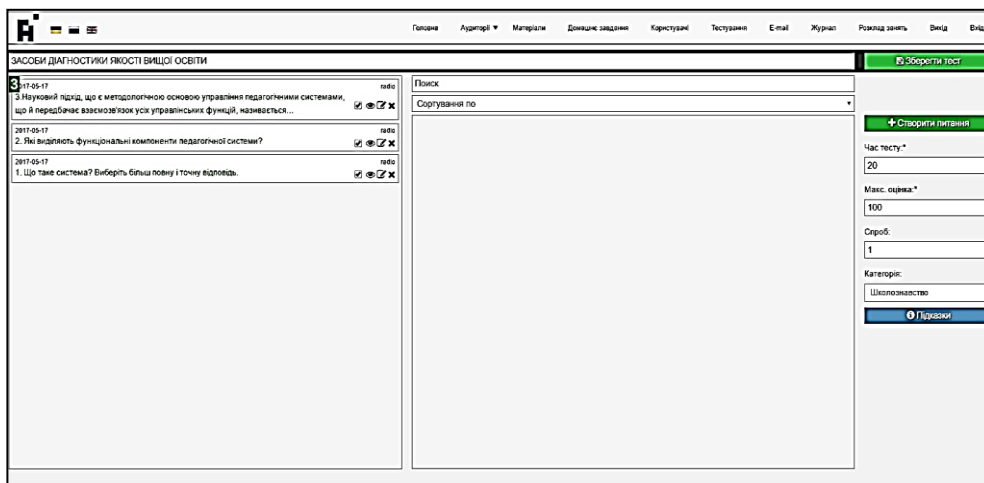 Головна Аудиторії Матеріали Домашнє завдання Користувачі Тестування E-mail Журнал Розклад занять Вихід Вхід
ЗАСОБИ ДІАГНОСТИКИ ЯКОСТІ ВИЩОЇ ОСВІТИ
Зберегти тест
3
2017-05-17 radio
3.Науковий підхід, що є методологічною основою управління педагогічними системами,
що й передбачає взаємозв'язок усіх управлінських функцій, називається...
2017-05-17 radio
2. Які виділяють функціональні компоненти педагогічної системи?
2017-05-17 radio
1. Що таке система? Виберіть більш повну і точну відповідь.
Поиск
Сортування по
Створити питання
Час тесту:*
20
Макс. оцінка:*
100
Спроб:
1
Категорія:
Школознавство
Підказки